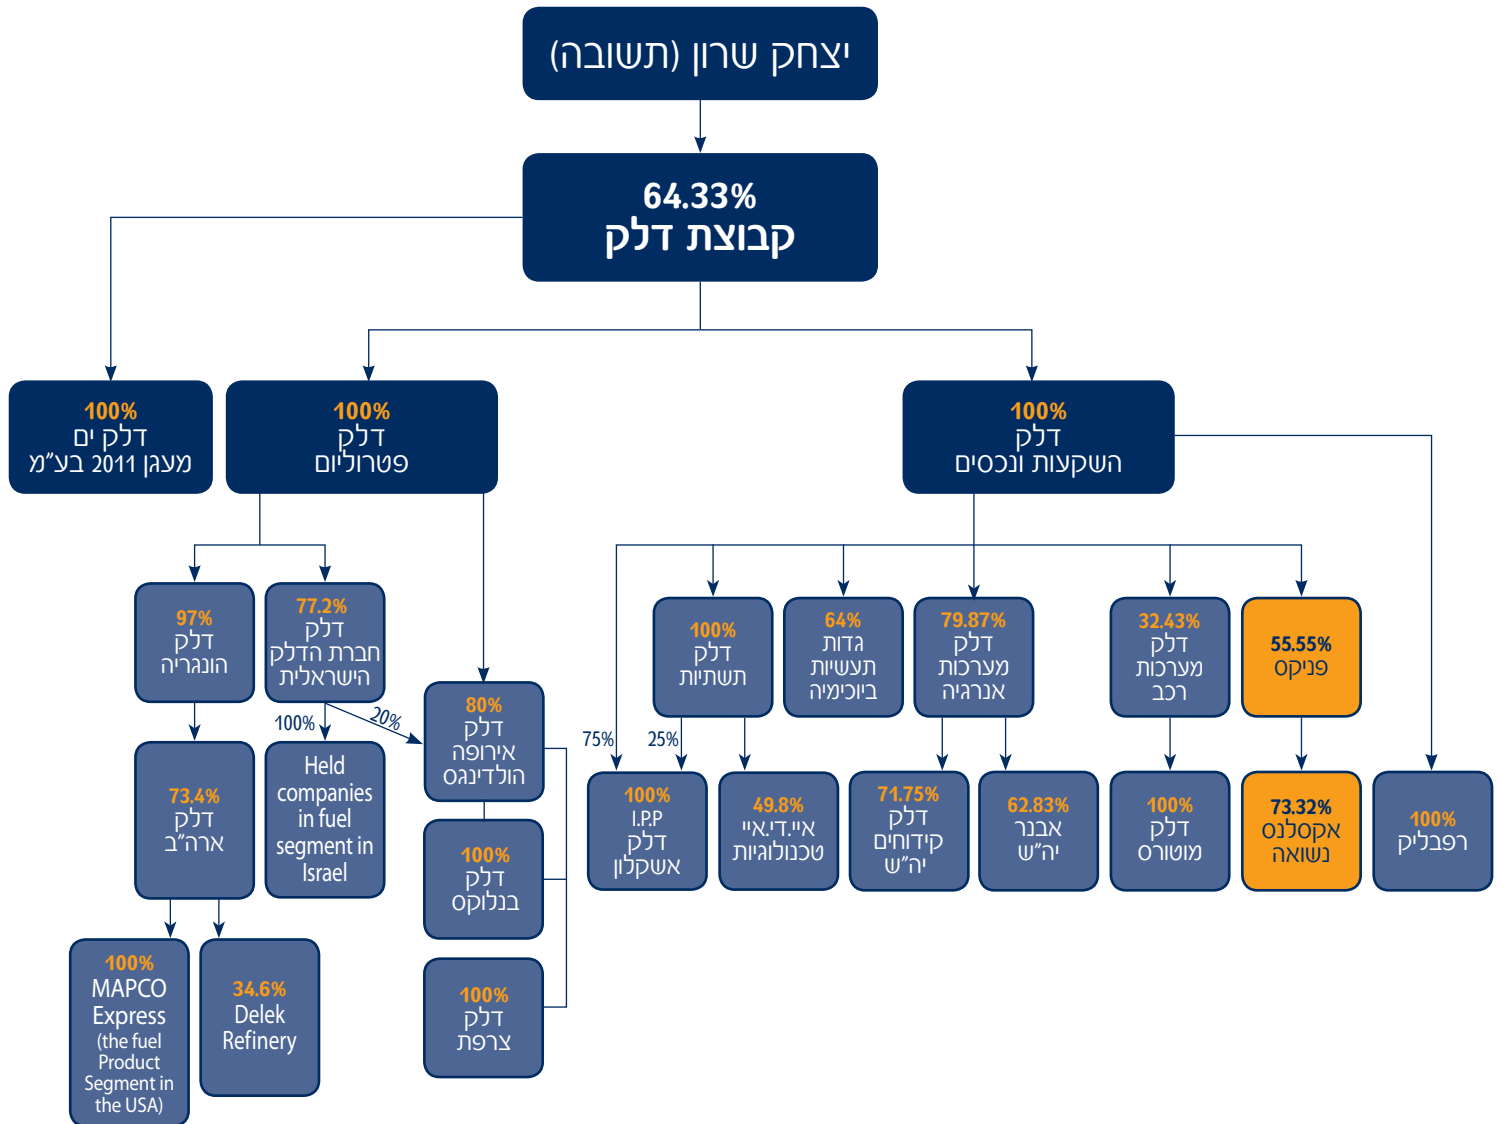 יצחק שרון (תשובה)
64.33%
קבוצת דלק
100%
דלק ים
מעגן 2011 בע"מ
100%
דלק
פטרוליום
100%
דלק
השקעות ונכסים
97%
דלק
הונגריה
77.2%
דלק
חברת הדלק
הישראלית
100%
20%
80%
דלק
אירופה
הולדינגס
73.4%
דלק
ארה"ב
Held
companies
in fuel
segment in
Israel
100%
דלק
בנלוקס
100%
דלק
צרפת
100%
MAPCO
Express
(the fuel
Product
Segment in
the USA)
34.6%
Delek
Refinery
100%
דלק
תשתיות
64%
גדות
תעשיות
ביוכימיה
79.87%
דלק
מערכות
אנרגיה
32.43%
דלק
מערכות
רכב
55.55%
פניקס
75%
25%
100%
I.P.P
דלק
אשקלון
49.8%
איי.די.איי
טכנולוגיות
71.75%
דלק
קידוחים
יה"ש
62.83%
אבנר
יה"ש
100%
דלק
מוטורס
73.32%
אקסלנס
נשואה
100%
רפבליק